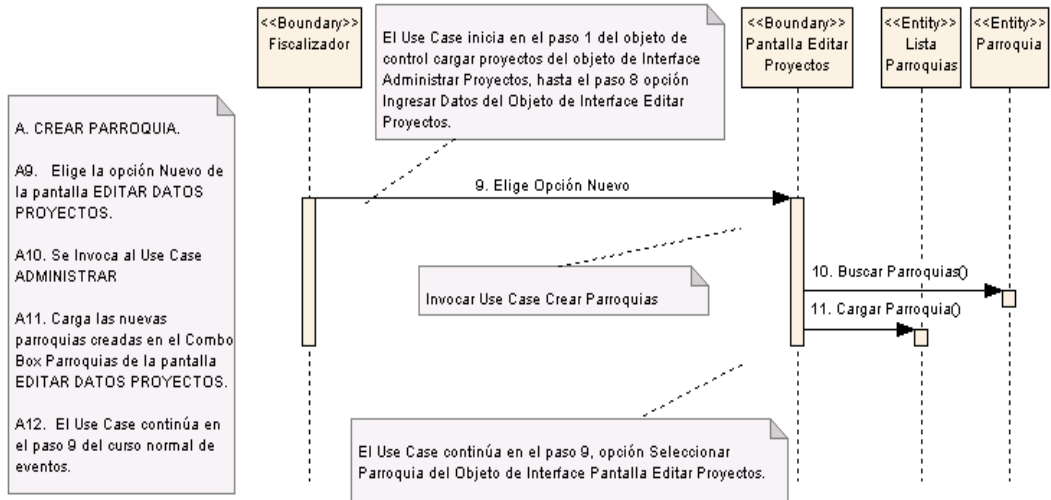 <<Boundary>>
Fiscalizador
El Use Case inicia en el paso 1 del objeto de
control cargar proyectos del objeto de Interface
Administrar Proyectos, hasta el paso 8 opción
Ingresar Datos del Objeto de Interface Editar
Proyectos.
<<Boundary>>
Pantalla Editar
Proyectos
<<Entity>>
Lista
Parroquias
<<Entity>>
Parroquia
A. CREAR PARROQUIA.
A9. Elige la opción Nuevo de
la pantalla EDITAR DATOS
PROYECTOS.
A10. Se Invoca al Use Case
ADMINISTRAR
A11. Carga las nuevas
parroquias creadas en el Combo
Box Parroquias de la pantalla
EDITAR DATOS PROYECTOS.
A12. El Use Case continúa en
el paso 9 del curso normal de
eventos.
9. Elige Opción Nuevo
Invocar Use Case Crear Parroquias
10. Buscar Parroquias()
11. Cargar Parroquia()
El Use Case continúa en el paso 9, opción Seleccionar
Parroquia del Objeto de Interface Pantalla Editar Proyectos.